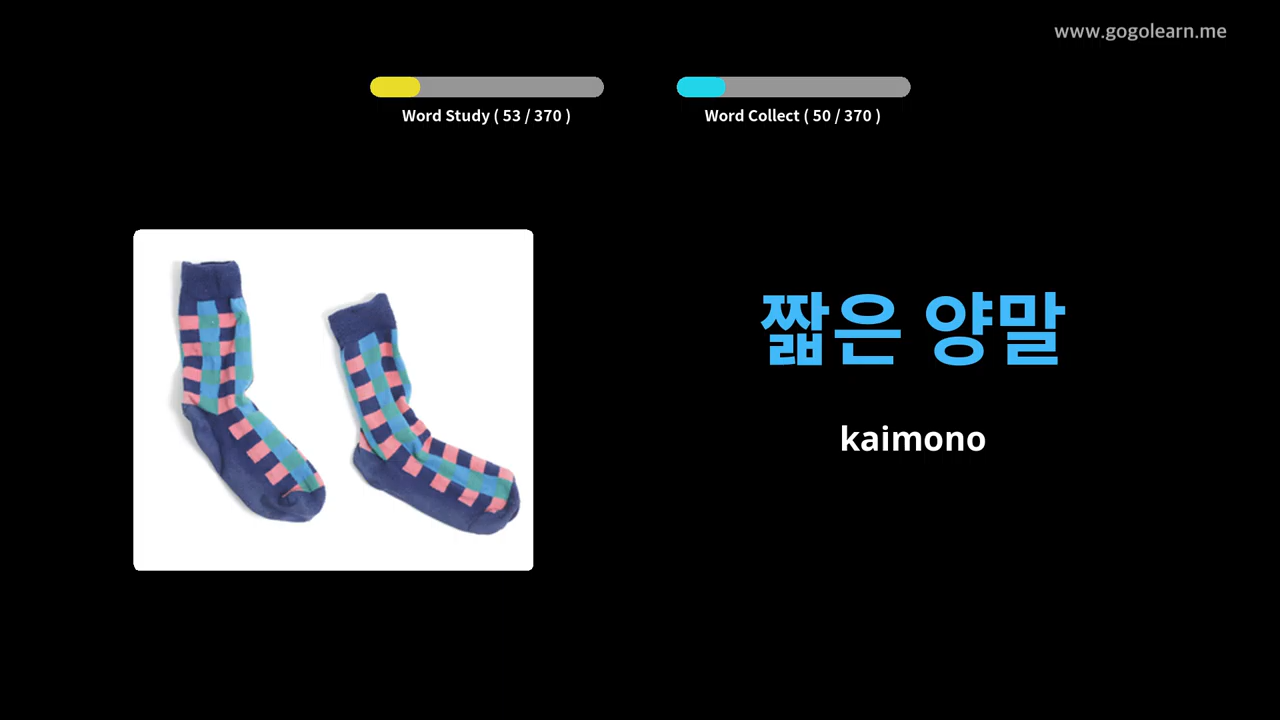 www.gogolearn.me
Word Study ( 53 / 370 )
Word Collect ( 50 / 370 )
짧은 양말
kaimono